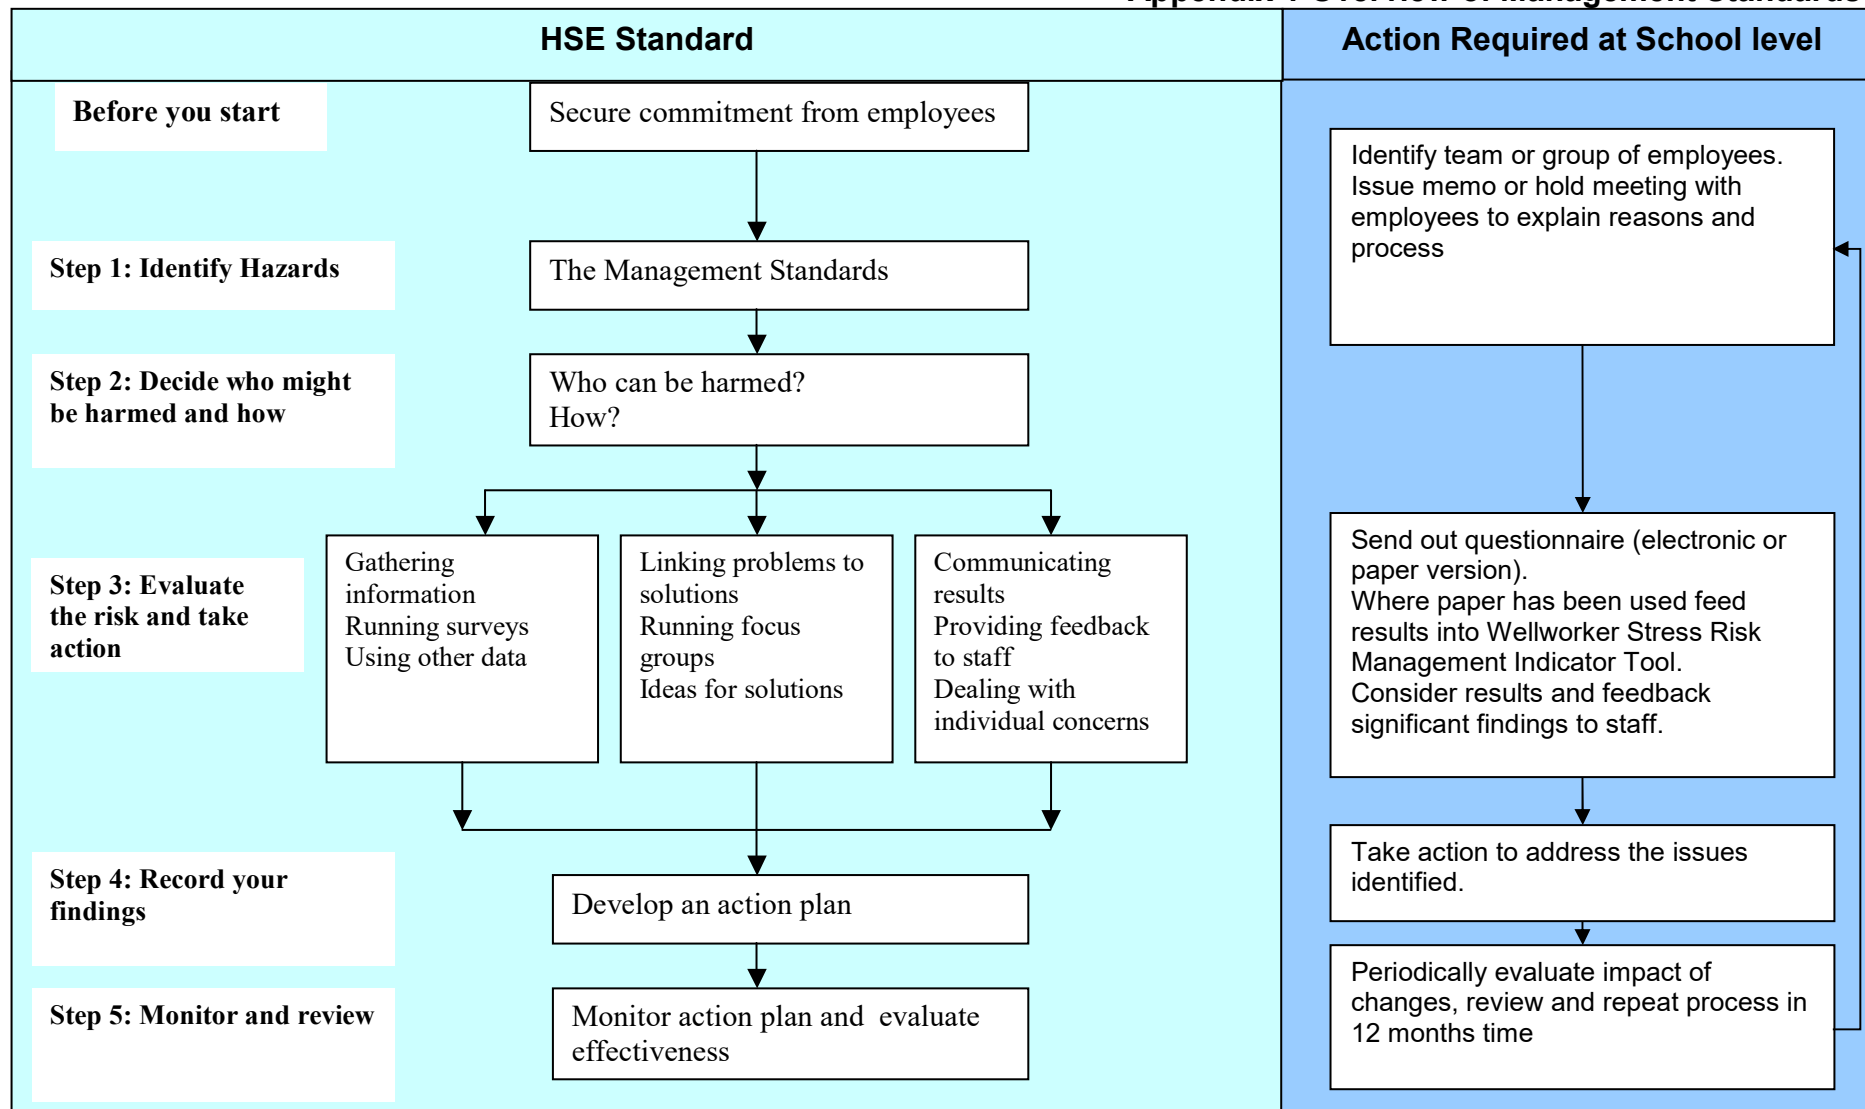 Appendix 1 Overview of Management Standards
HSE Standard
Action Required at School level
Before you start
Secure commitment from employees
Identify team or group of employees.
Issue memo or hold meeting with
employees to explain reasons and
process
Step 1: Identify Hazards
The Management Standards
Step 2: Decide who might
be harmed and how
Who can be harmed?
How?
Step 3: Evaluate
the risk and take
action
Gathering
information
Running surveys
Using other data
Linking problems to
solutions
Running focus
groups
Ideas for solutions
Communicating
results
Providing feedback
to staff
Dealing with
individual concerns
Send out questionnaire (electronic or
paper version).
Where paper has been used feed
results into Wellworker Stress Risk
Management Indicator Tool.
Consider results and feedback
significant findings to staff.
Step 4: Record your
findings
Develop an action plan
Take action to address the issues
identified.
Step 5: Monitor and review
Monitor action plan and  evaluate
effectiveness
Periodically evaluate impact of
changes, review and repeat process in
12 months time